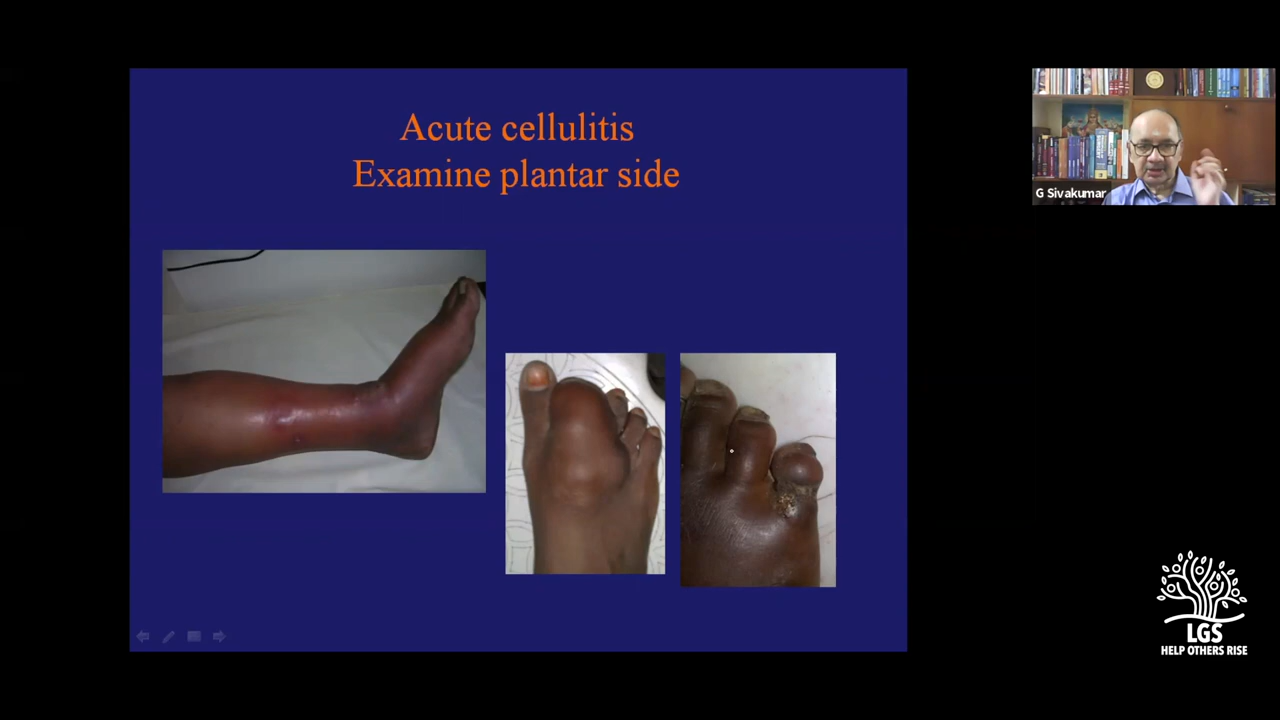 Acute cellulitis
Examine plantar side
G Sivakumar
LGS
HELP OTHERS RISE